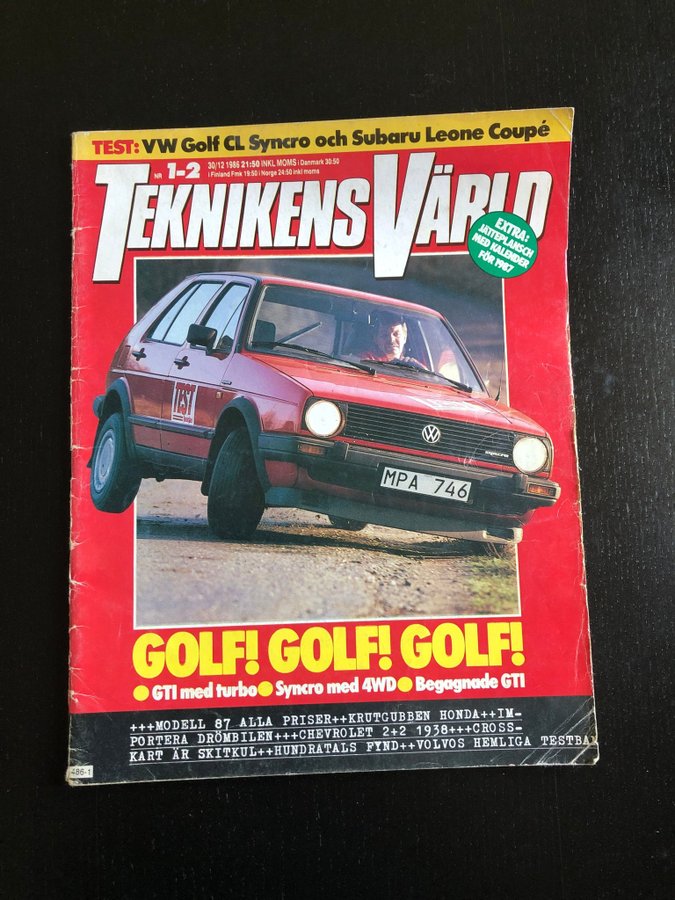 TEST: VW Golf CL Syncro och Subaru Leone Coupé
NR 1-2 30/12 1986 21:50 INKL MOMS i Danmark 30:50
i Finland Fmk 19:50 i Norge 24:50 inkl moms
TEKNIKENS VÄRLD
EXTRA:
JÄTTEPLANSCH
MED KALENDER
FÖR 1987
TEST
syncro
MPA 746
GOLF! GOLF! GOLF!
● GTI med turbo ● Syncro med 4WD ● Begagnade GTI
+++MODELL 87 ALLA PRISER++KRUTGUBBEN HONDA++IM-
PORTERA DRÖMBILEN+++CHEVROLET 2+2 1938+++CROSS-
KART ÄR SKITKUL++HUNDRATALS FYND++VOLVOS HEMLIGA TESTBA
486-1